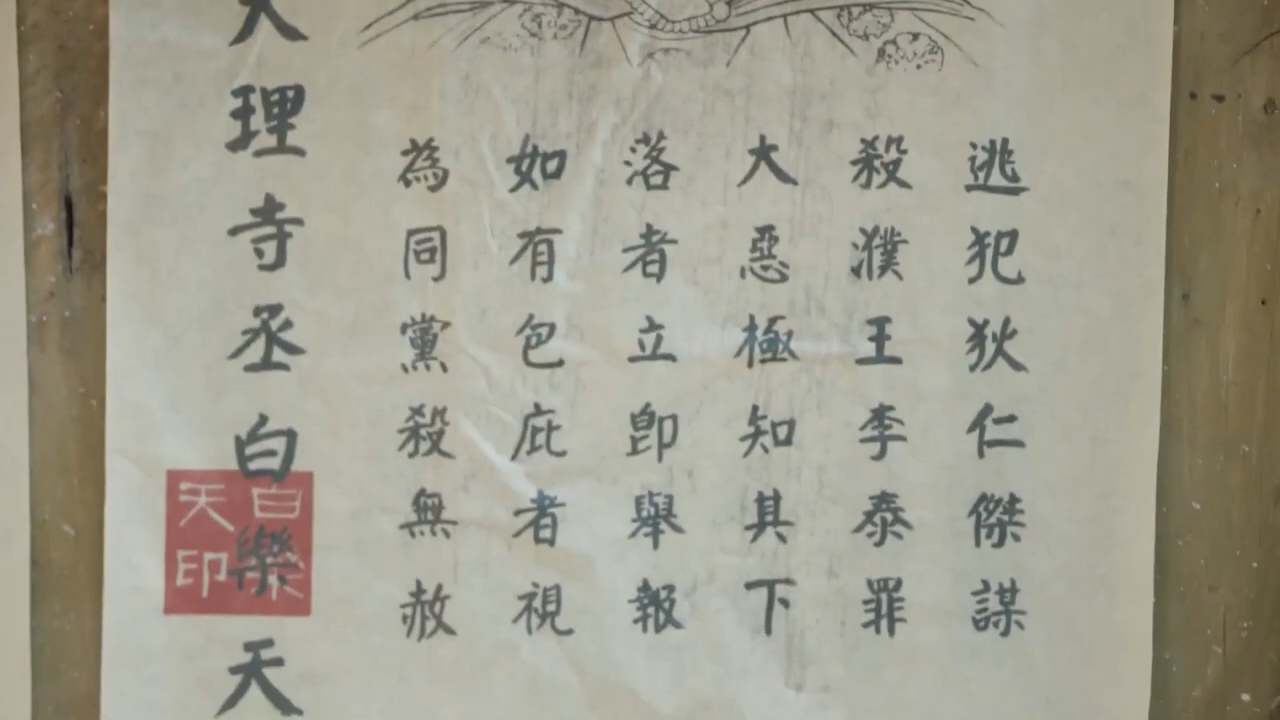 逃犯狄仁傑謀
殺濮王李泰罪
大惡極知其下
落者立即舉報
如有包庇者視
為同黨殺無赦
大理寺丞白樂天
白樂天印